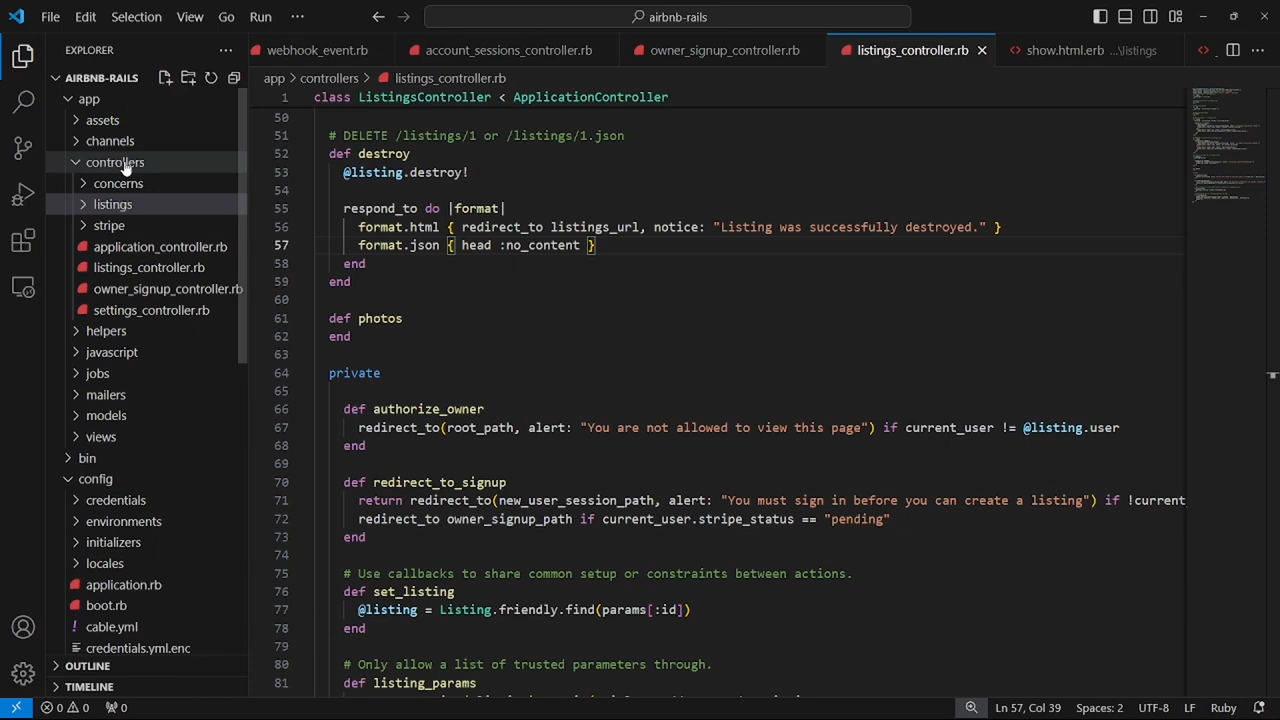 File Edit Selection View Go Run ··· airbnb-rails
EXPLORER ···
webhook_event.rb account_sessions_controller.rb owner_signup_controller.rb listings_controller.rb show.html.erb ...\listings
AIRBNB-RAILS
app > controllers > listings_controller.rb
app
assets
channels
controllers
concerns
listings
stripe
application_controller.rb
listings_controller.rb
owner_signup_controller.rb
settings_controller.rb
helpers
javascript
jobs
mailers
models
views
bin
config
credentials
environments
initializers
locales
application.rb
boot.rb
cable.yml
credentials.yml.enc
OUTLINE
TIMELINE
1 class ListingsController < ApplicationController
50
51 # DELETE /listings/1 or /listings/1.json
52 def destroy
53 @listing.destroy!
54
55 respond_to do |format|
56 format.html { redirect_to listings_url, notice: "Listing was successfully destroyed." }
57 format.json { head :no_content }
58 end
59 end
60
61 def photos
62 end
63
64 private
65
66 def authorize_owner
67 redirect_to(root_path, alert: "You are not allowed to view this page") if current_user != @listing.user
68 end
69
70 def redirect_to_signup
71 return redirect_to(new_user_session_path, alert: "You must sign in before you can create a listing") if !current
72 redirect_to owner_signup_path if current_user.stripe_status == "pending"
73 end
74
75 # Use callbacks to share common setup or constraints between actions.
76 def set_listing
77 @listing = Listing.friendly.find(params[:id])
78 end
79
80 # Only allow a list of trusted parameters through.
81 def listing_params
0 0 0 Ln 57, Col 39 Spaces: 2 UTF-8 LF Ruby